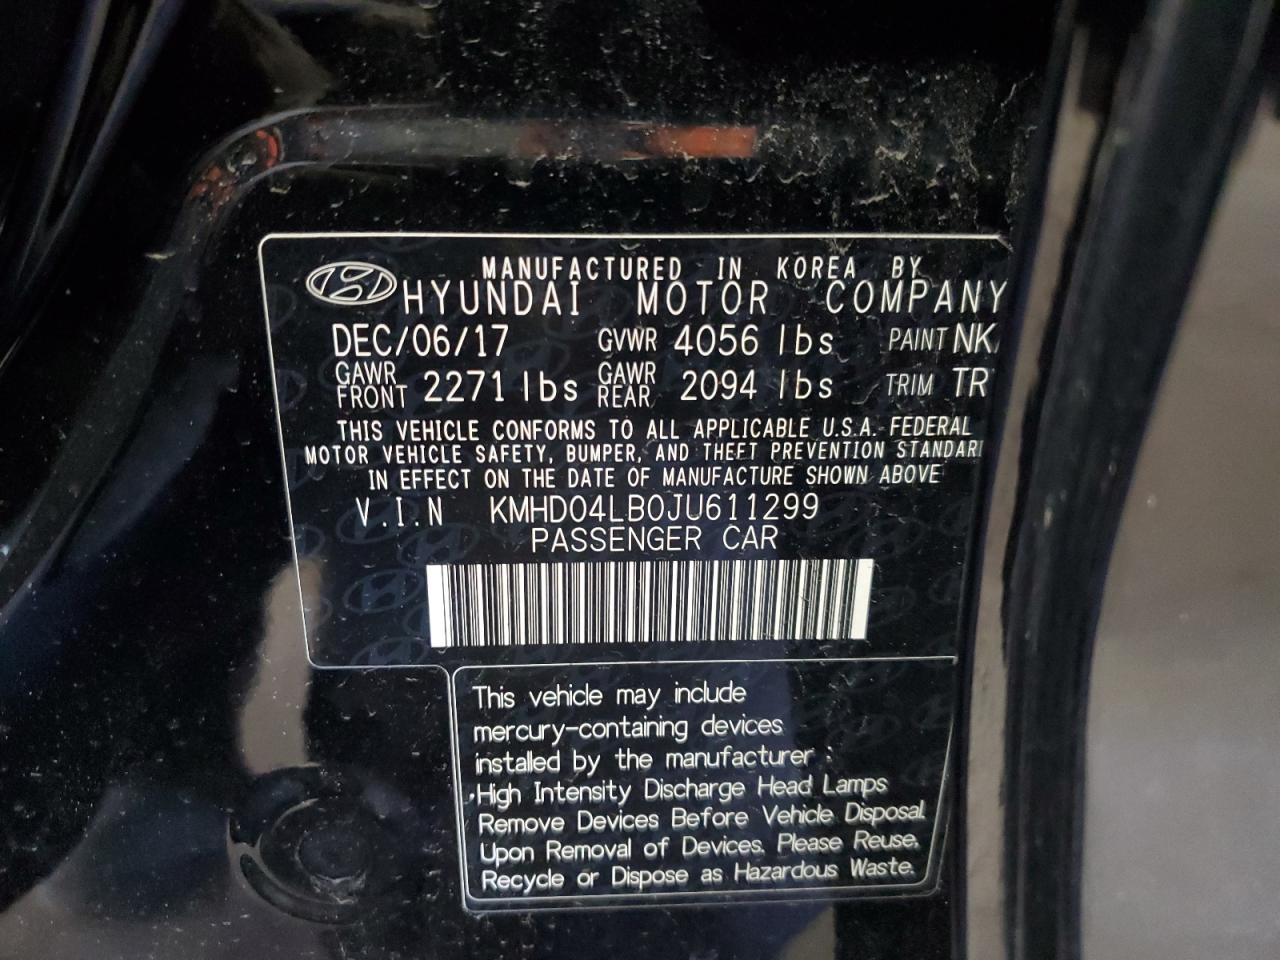 MANUFACTURED IN KOREA BY
HYUNDAI MOTOR COMPANY
DEC/06/17 GVWR 4056 lbs PAINT NK
GAWR FRONT 2271 lbs GAWR REAR 2094 lbs TRIM TR
THIS VEHICLE CONFORMS TO ALL APPLICABLE U.S.A. FEDERAL
MOTOR VEHICLE SAFETY, BUMPER, AND THEFT PREVENTION STANDAR
IN EFFECT ON THE DATE OF MANUFACTURE SHOWN ABOVE
V.I.N KMHD04LB0JU611299
PASSENGER CAR
This vehicle may include
mercury-containing devices
installed by the manufacturer :
·High Intensity Discharge Head Lamps
Remove Devices Before Vehicle Disposal.
Upon Removal of Devices. Please Reuse.
Recycle or Dispose as Hazardous Waste.